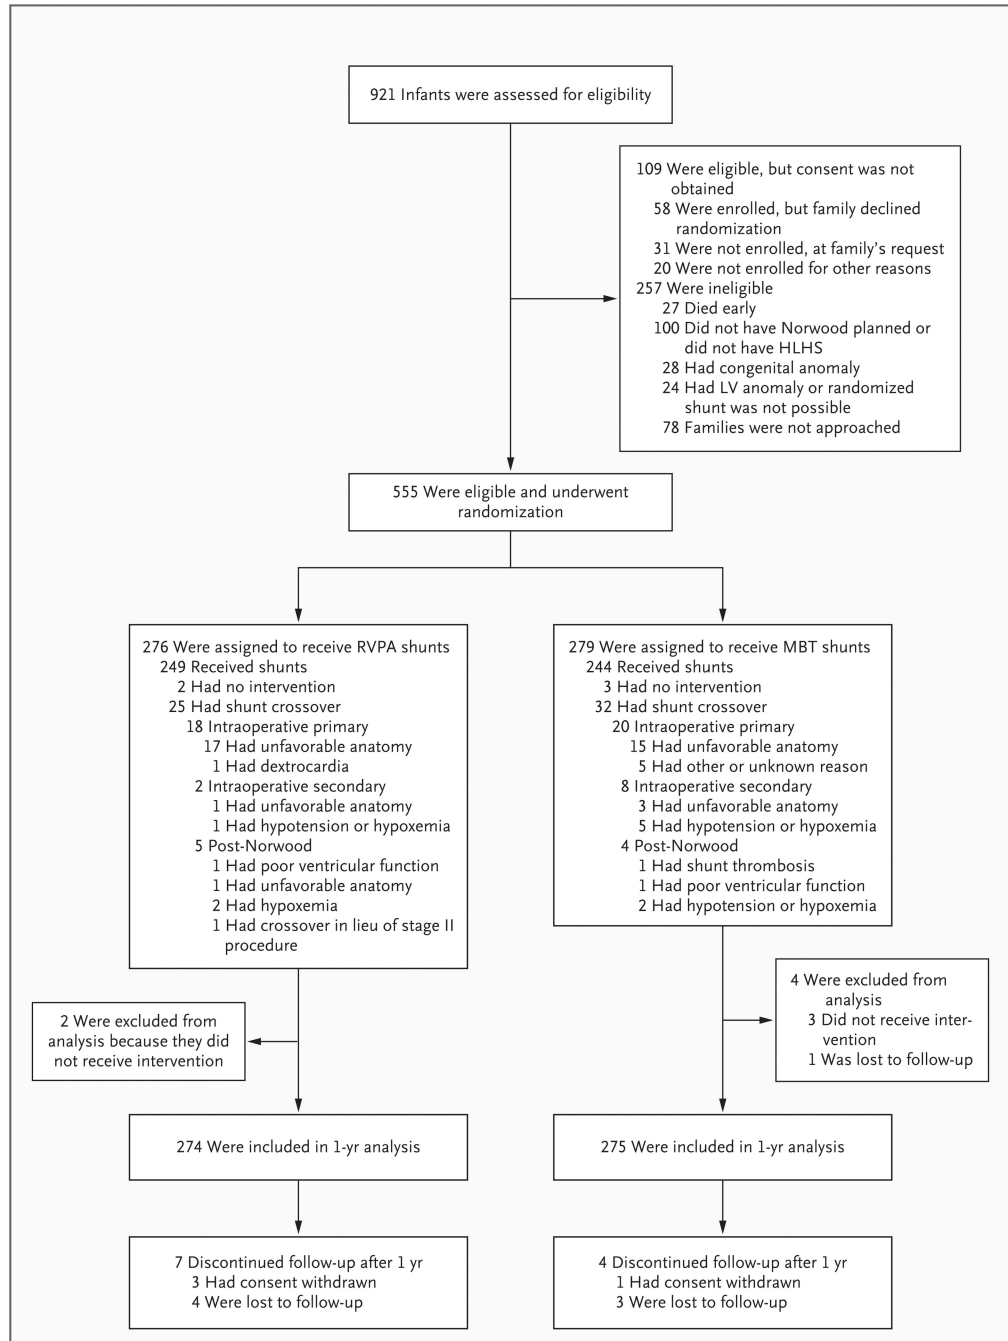 921 Infants were assessed for eligibility
109 Were eligible, but consent was not
obtained
58 Were enrolled, but family declined
randomization
31 Were not enrolled, at family's request
20 Were not enrolled for other reasons
257 Were ineligible
27 Died early
100 Did not have Norwood planned or
did not have HLHS
28 Had congenital anomaly
24 Had LV anomaly or randomized
shunt was not possible
78 Families were not approached
555 Were eligible and underwent
randomization
276 Were assigned to receive RVPA shunts
249 Received shunts
2 Had no intervention
25 Had shunt crossover
18 Intraoperative primary
17 Had unfavorable anatomy
1 Had dextrocardia
2 Intraoperative secondary
1 Had unfavorable anatomy
1 Had hypotension or hypoxemia
5 Post-Norwood
1 Had poor ventricular function
1 Had unfavorable anatomy
2 Had hypoxemia
1 Had crossover in lieu of stage II
procedure
279 Were assigned to receive MBT shunts
244 Received shunts
3 Had no intervention
32 Had shunt crossover
20 Intraoperative primary
15 Had unfavorable anatomy
5 Had other or unknown reason
8 Intraoperative secondary
3 Had unfavorable anatomy
5 Had hypotension or hypoxemia
4 Post-Norwood
1 Had shunt thrombosis
1 Had poor ventricular function
2 Had hypotension or hypoxemia
2 Were excluded from
analysis because they did
not receive intervention
4 Were excluded from
analysis
3 Did not receive inter-
vention
1 Was lost to follow-up
274 Were included in 1-yr analysis
275 Were included in 1-yr analysis
7 Discontinued follow-up after 1 yr
3 Had consent withdrawn
4 Were lost to follow-up
4 Discontinued follow-up after 1 yr
1 Had consent withdrawn
3 Were lost to follow-up